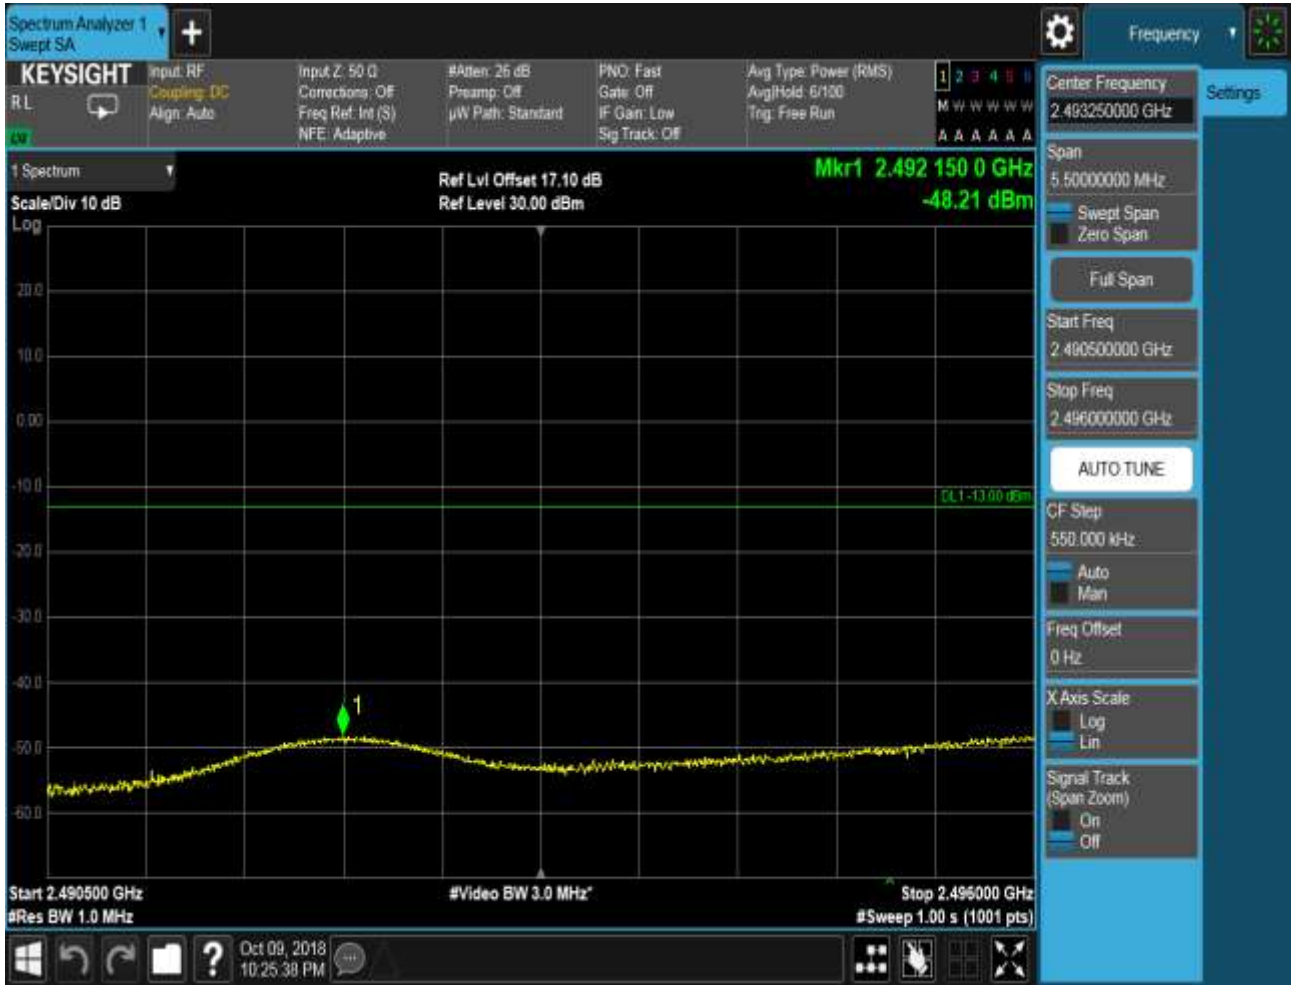 Spectrum Analyzer 1
Swept SA
+
Frequency
KEYSIGHT
RL
LXI
Input: RF
Coupling: DC
Align: Auto
Input Z: 50 Ω
Corrections: Off
Freq Ref: Int (S)
NFE: Adaptive
#Atten: 26 dB
Preamp: Off
µW Path: Standard
PNO: Fast
Gate: Off
IF Gain: Low
Sig Track: Off
Avg Type: Power (RMS)
Avg|Hold: 6/100
Trig: Free Run
1 2 3 4 5 6
M W W W W W
A A A A A A
1 Spectrum
Scale/Div 10 dB
Log
Ref Lvl Offset 17.10 dB
Ref Level 30.00 dBm
Mkr1 2.492 150 0 GHz
-48.21 dBm
20.0
10.0
0.00
-10.0
DL1 -13.00 dBm
-20.0
-30.0
-40.0
1
-50.0
-60.0
Start 2.490500 GHz
#Res BW 1.0 MHz
#Video BW 3.0 MHz*
Stop 2.496000 GHz
#Sweep 1.00 s (1001 pts)
?
Oct 09, 2018
10:25:38 PM
Center Frequency
2.493250000 GHz
Settings
Span
5.50000000 MHz
Swept Span
Zero Span
Full Span
Start Freq
2.490500000 GHz
Stop Freq
2.496000000 GHz
AUTO TUNE
CF Step
550.000 kHz
Auto
Man
Freq Offset
0 Hz
X Axis Scale
Log
Lin
Signal Track
(Span Zoom)
On
Off